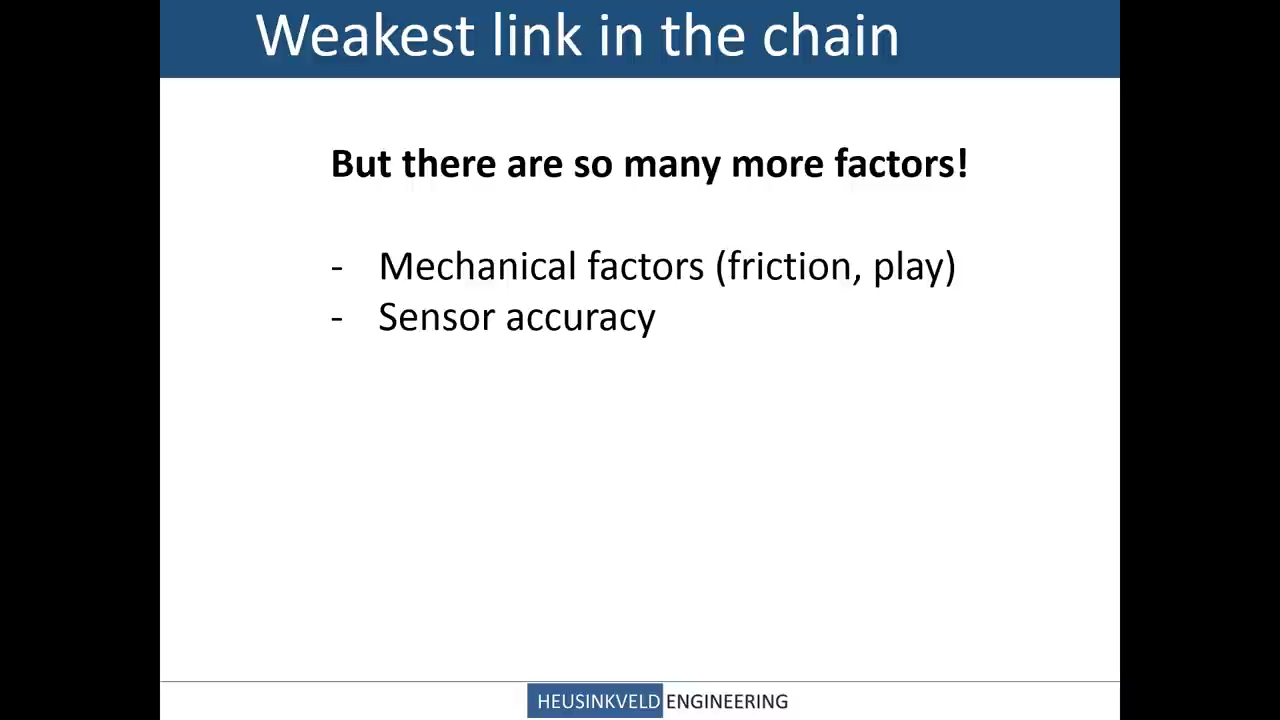 Weakest link in the chain
But there are so many more factors!
- Mechanical factors (friction, play)
- Sensor accuracy
HEUSINKVELD ENGINEERING